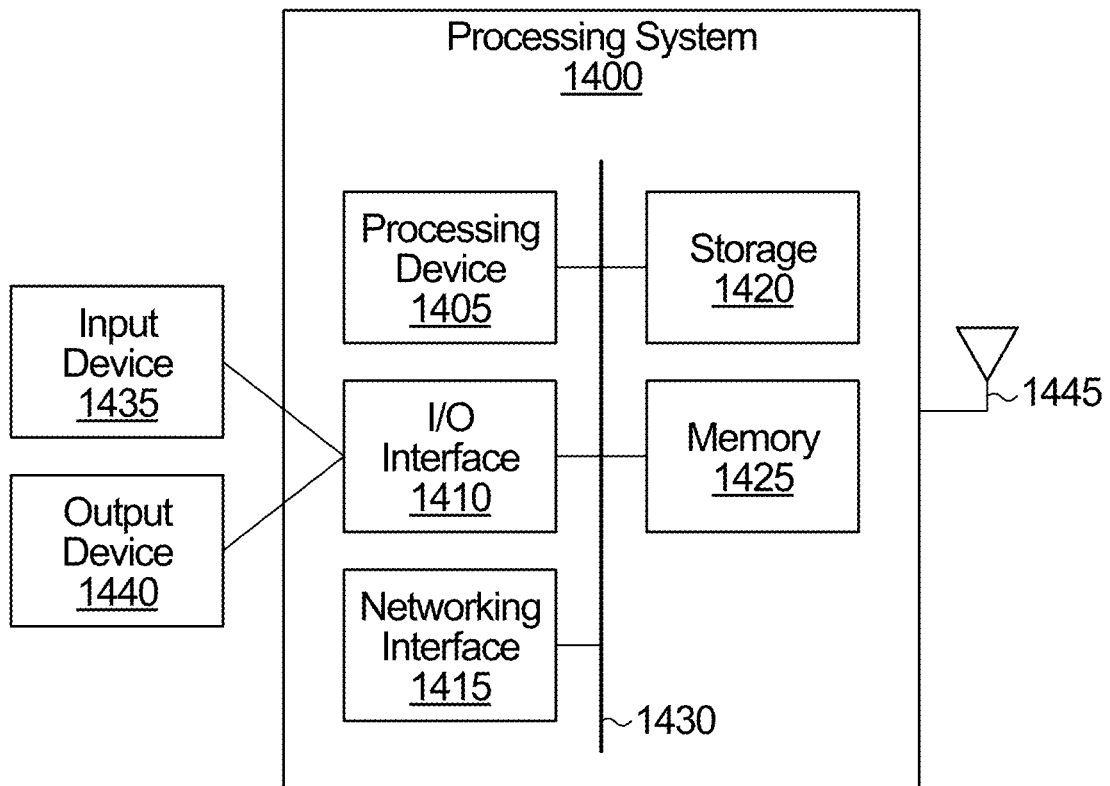 Processing System
1400
Processing
Device
1405
Storage
1420
Input
Device
1435
I/O
Interface
1410
Memory
1425
1445
Output
Device
1440
Networking
Interface
1415
1430